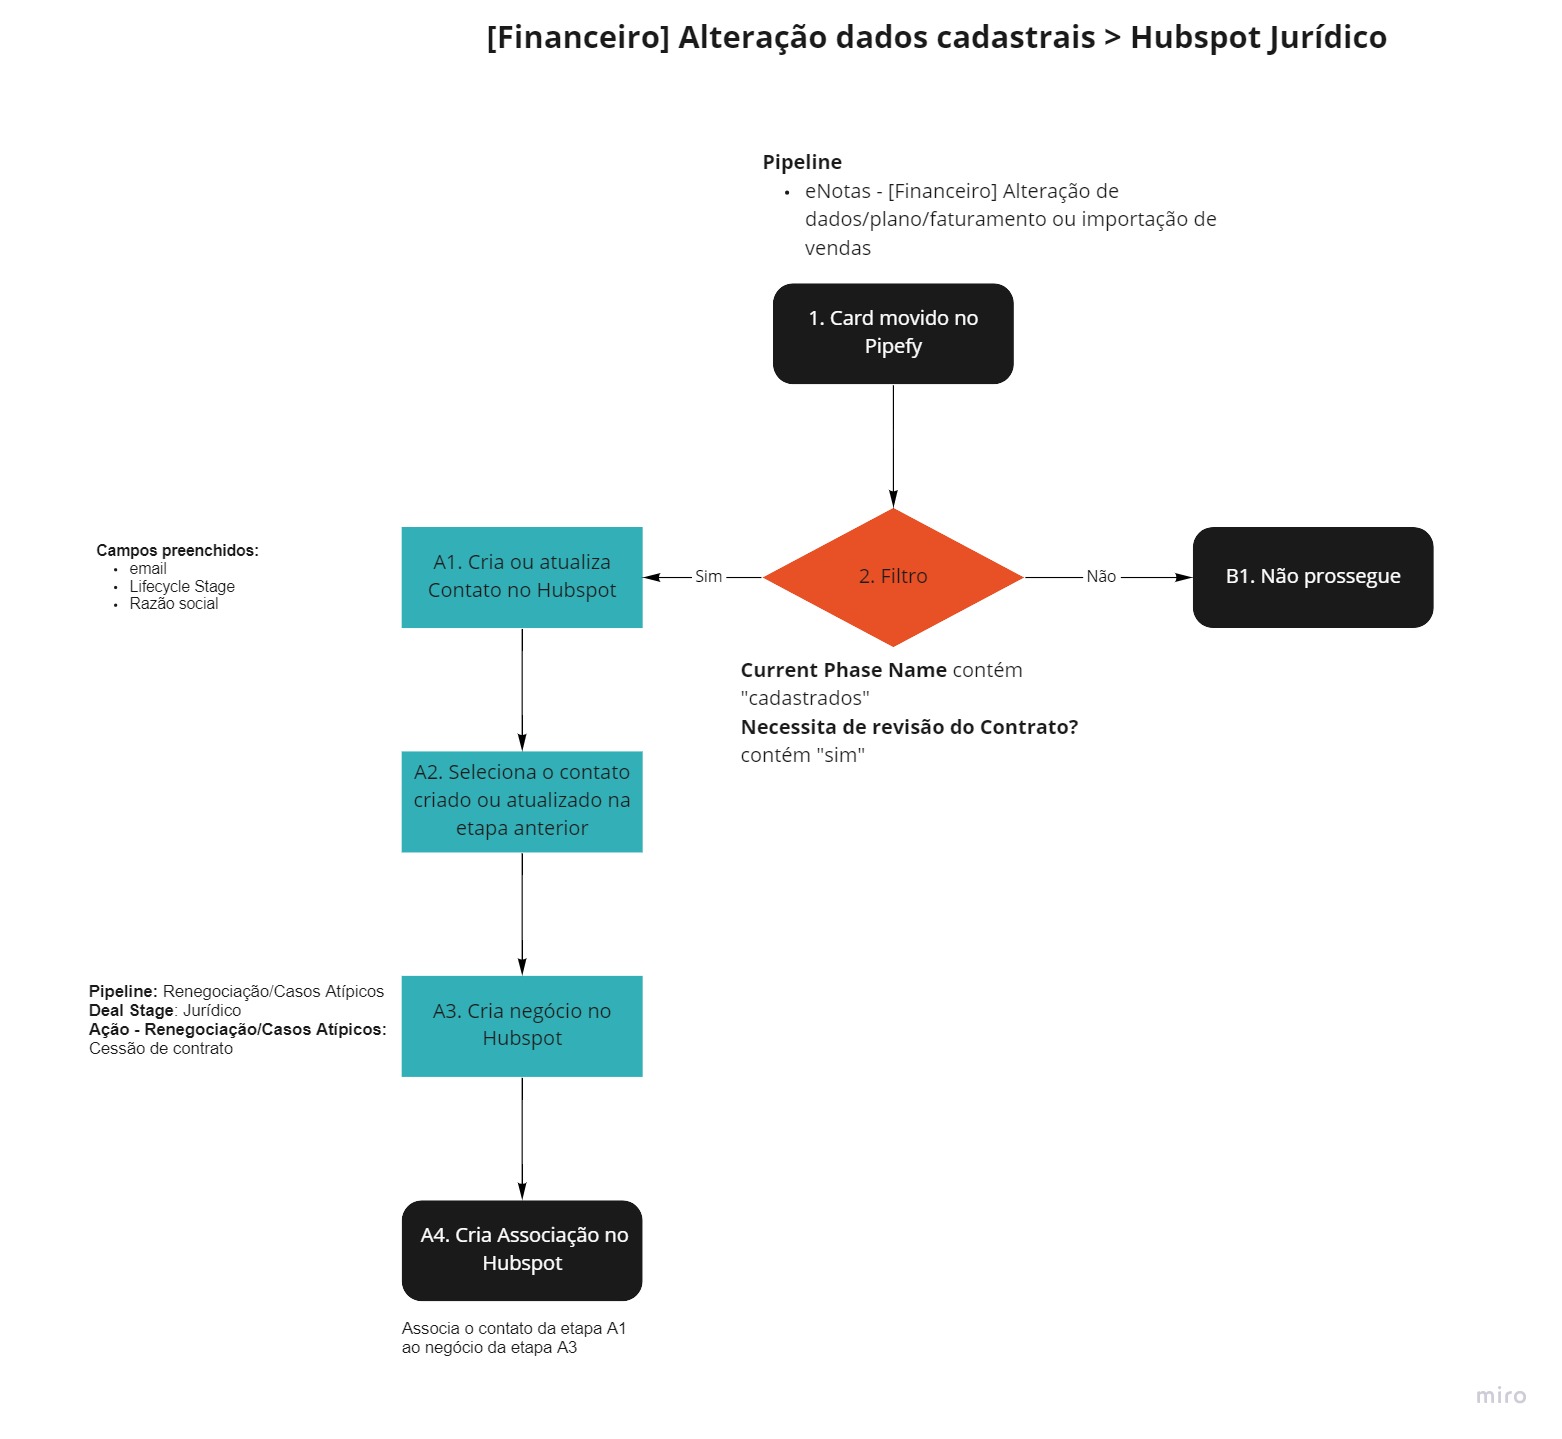 [Financeiro] Alteração dados cadastrais > Hubspot Jurídico
Pipeline
• eNotas - [Financeiro] Alteração de
dados/plano/faturamento ou importação de
vendas
1. Card movido no
Pipefy
Campos preenchidos:
• email
• Lifecycle Stage
• Razão social
A1. Cria ou atualiza
Contato no Hubspot
Sim
2. Filtro
Não
B1. Não prossegue
Current Phase Name contém
"cadastrados"
Necessita de revisão do Contrato?
contém "sim"
A2. Seleciona o contato
criado ou atualizado na
etapa anterior
Pipeline: Renegociação/Casos Atípicos
Deal Stage: Jurídico
Ação - Renegociação/Casos Atípicos:
Cessão de contrato
A3. Cria negócio no
Hubspot
A4. Cria Associação no
Hubspot
Associa o contato da etapa A1
ao negócio da etapa A3
miro